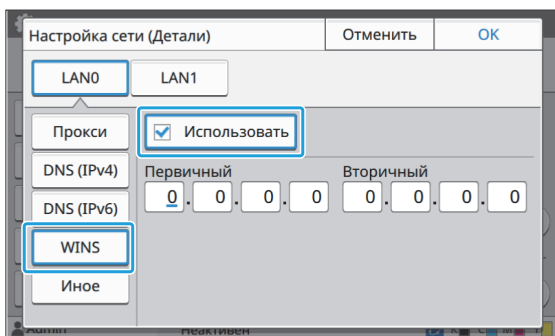 Настройка сети (Детали) Отменить OK
LAN0 LAN1
Прокси
Использовать
DNS (IPv4)
Первичный Вторичный
0. 0. 0. 0 0. 0. 0. 0
DNS (IPv6)
WINS
Иное
Admin Неактивен